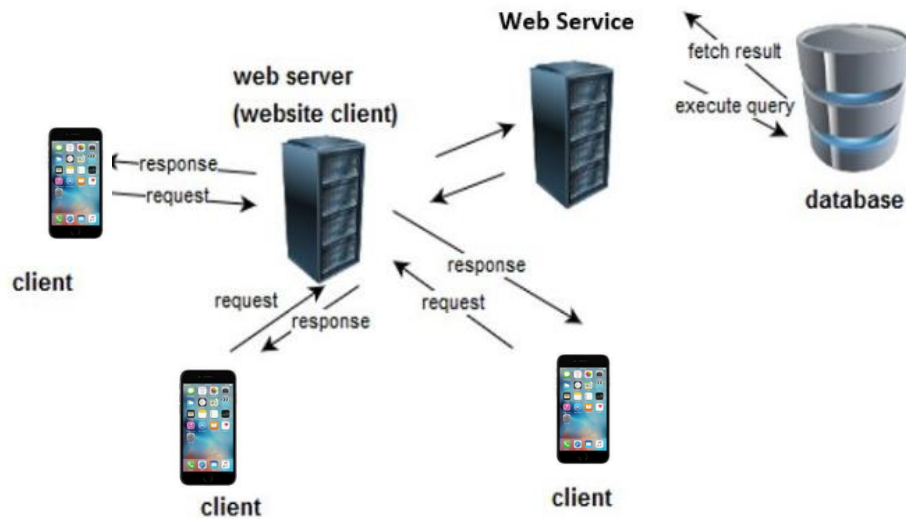 Web Service
fetch result
web server
(website client)
execute query
response
request
database
client
response
request
request
response
client
client